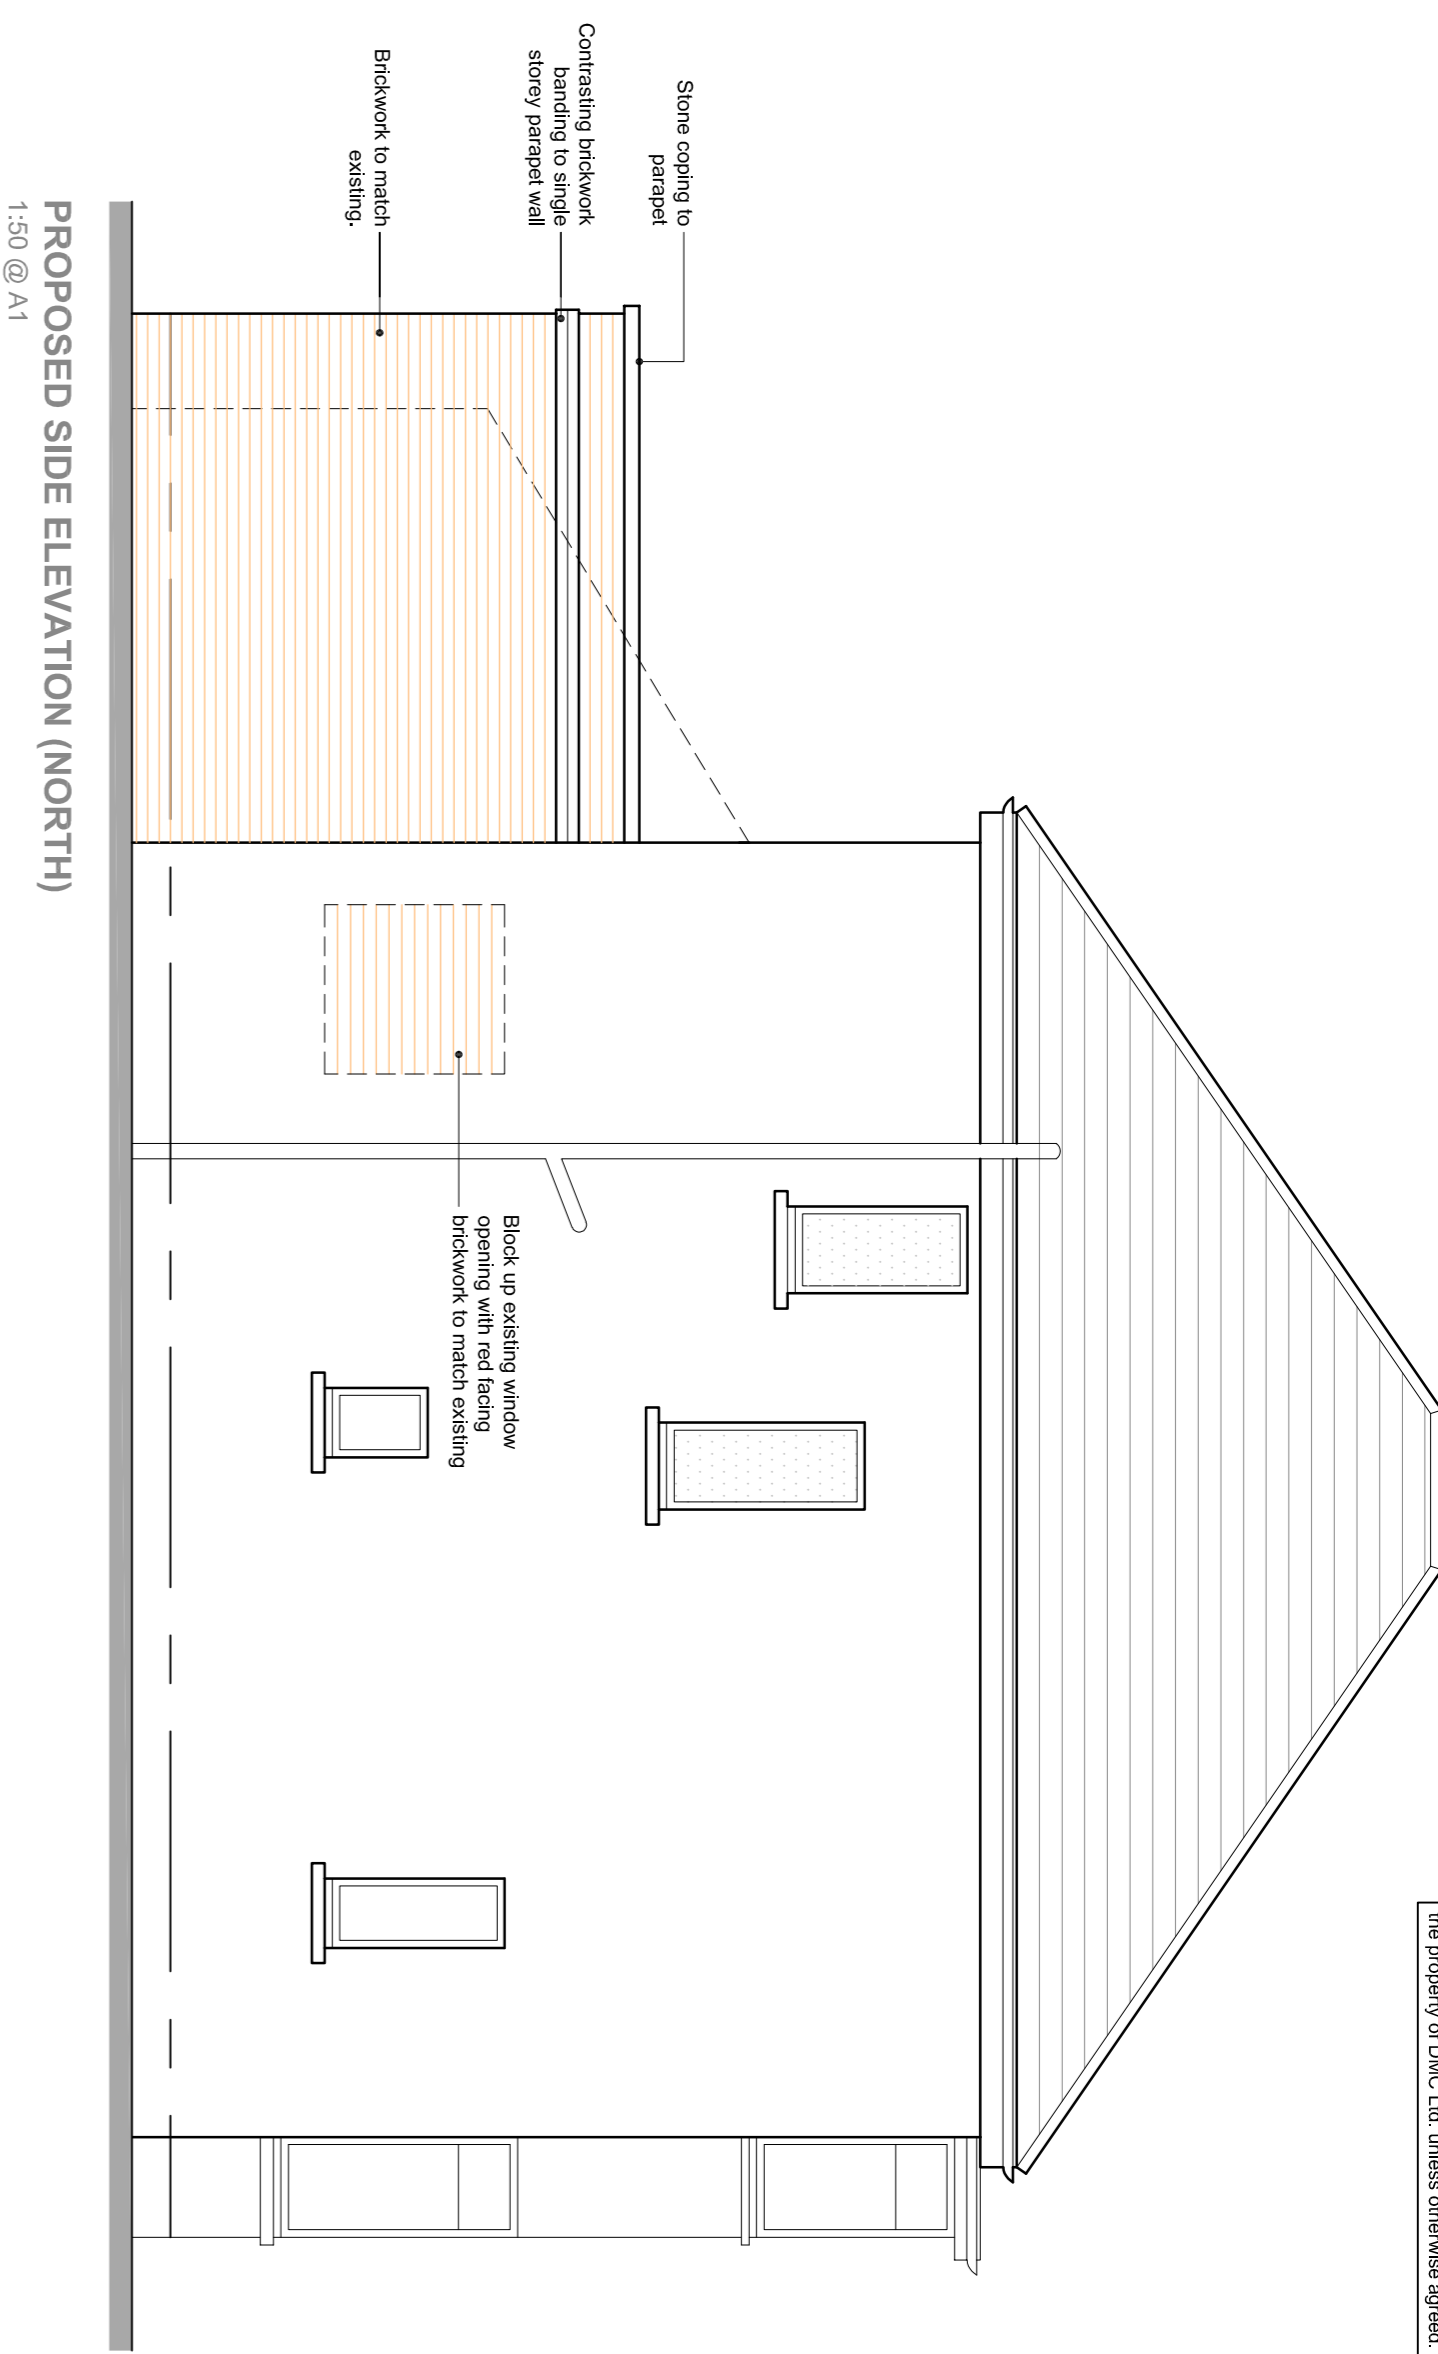 the property of DMC Ltd. unless otherwise agreed.
Stone coping to
parapet
Contrasting brickwork
banding to single
storey parapet wall
Brickwork to match
existing.
Block up existing window
opening with red facing
brickwork to match existing
PROPOSED SIDE ELEVATION (NORTH)
1:50 @ A1